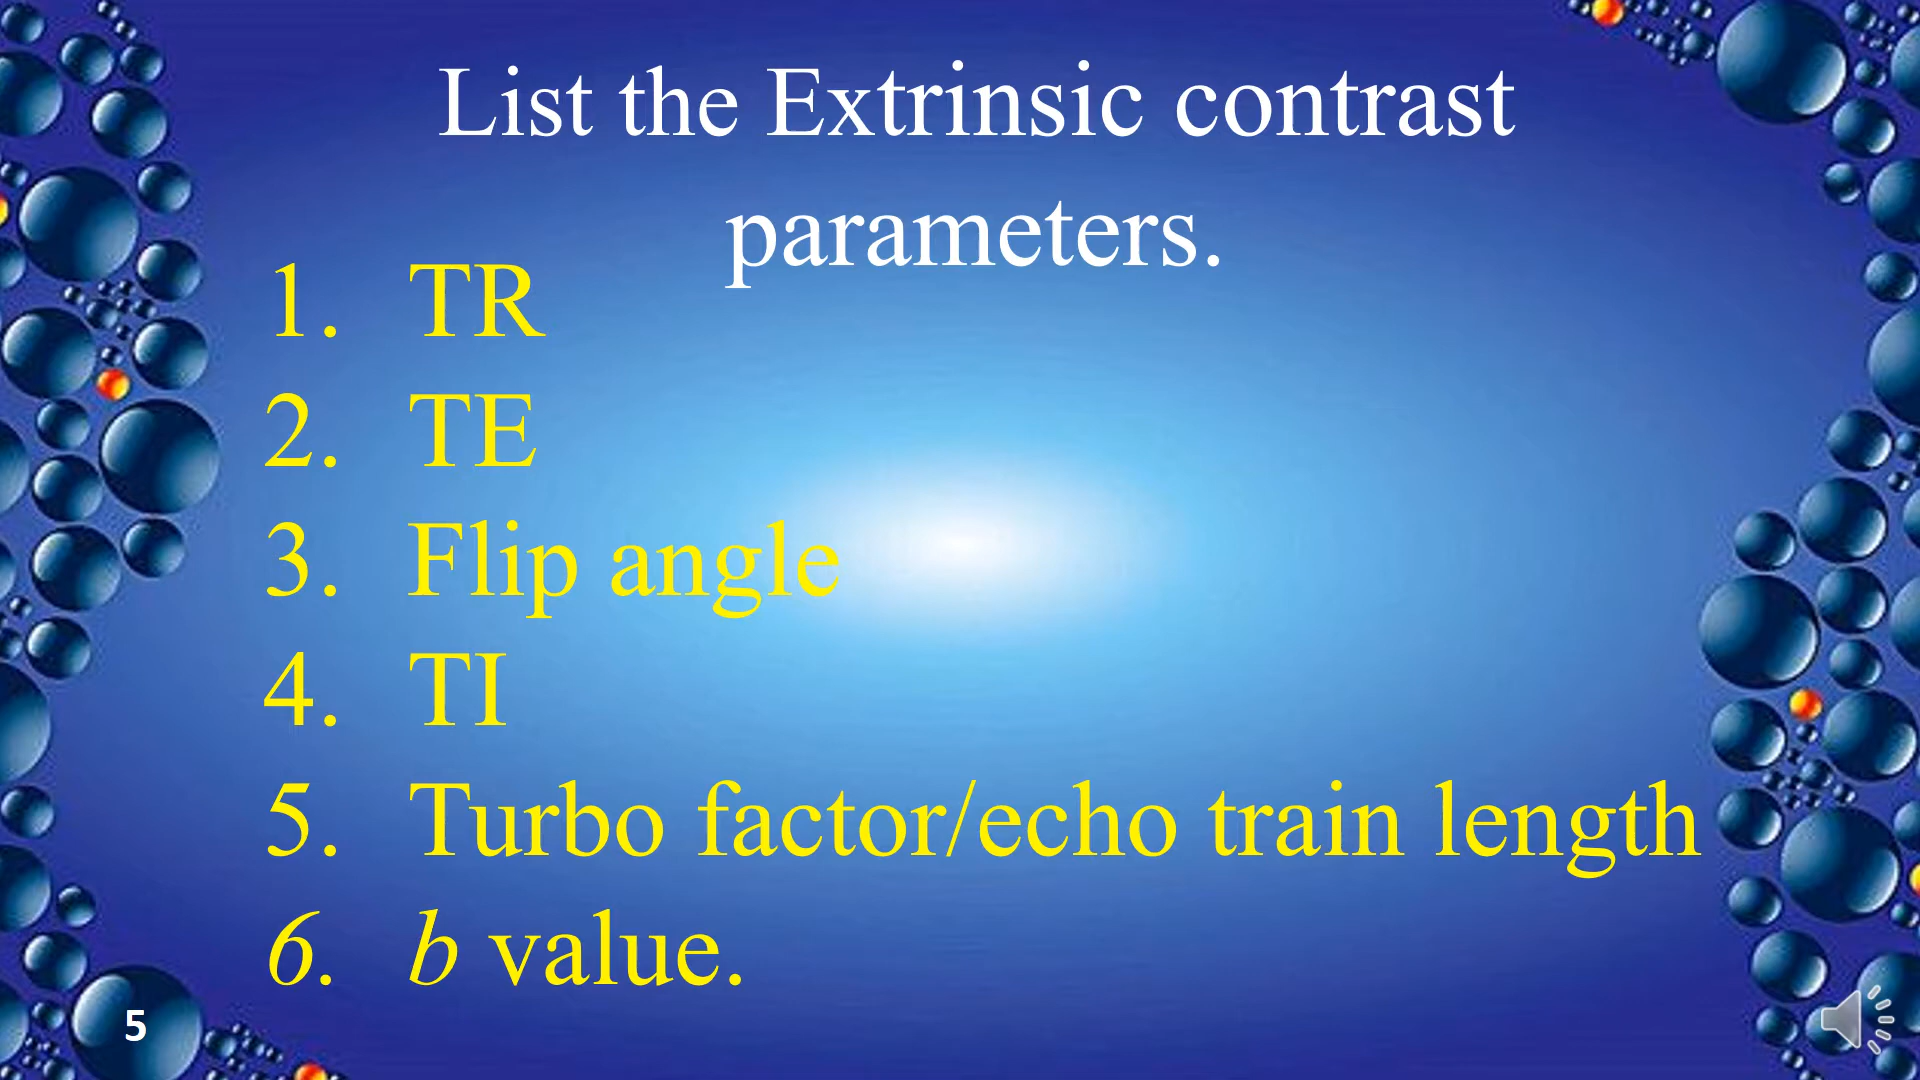 List the Extrinsic contrast
parameters.
1. TR
2. TE
3. Flip angle
4. TI
5. Turbo factor/echo train length
6. b value.
5